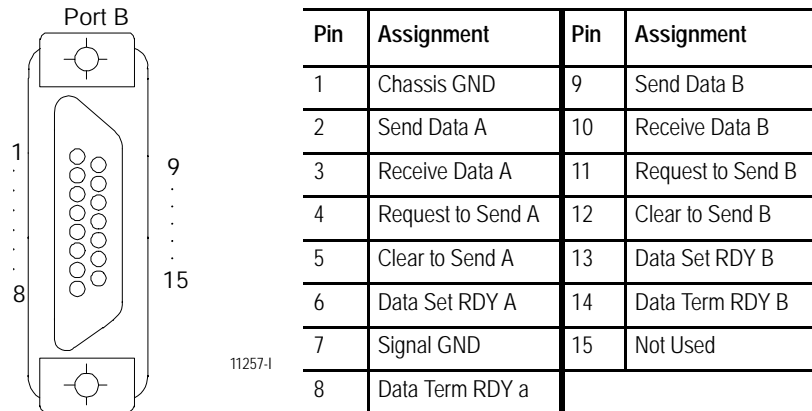 Port B
1
8
9
15
11257-I
Pin Assignment Pin Assignment
1 Chassis GND 9 Send Data B
2 Send Data A 10 Receive Data B
3 Receive Data A 11 Request to Send B
4 Request to Send A 12 Clear to Send B
5 Clear to Send A 13 Data Set RDY B
6 Data Set RDY A 14 Data Term RDY B
7 Signal GND 15 Not Used
8 Data Term RDY a